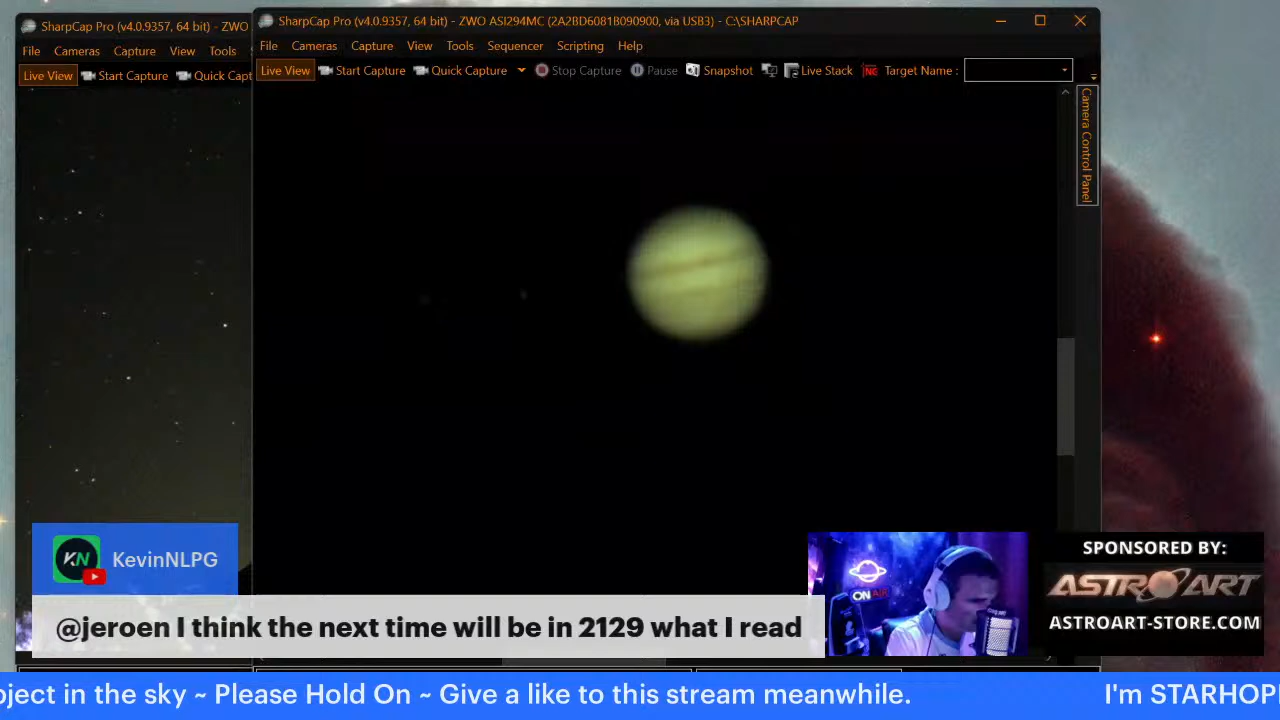 SharpCap Pro (v4.0.9357, 64 bit) - ZWO
File Cameras Capture View Tools
Live View Start Capture Quick Capt
SharpCap Pro (v4.0.9357, 64 bit) - ZWO ASI294MC (2A2BD6081B090900, via USB3) - C:\SHARPCAP
File Cameras Capture View Tools Sequencer Scripting Help
Live View Start Capture Quick Capture Stop Capture Pause Snapshot Live Stack NG Target Name :
Camera Control Panel
KN KevinNLPG
@jeroen I think the next time will be in 2129 what I read
ON AIR
SPONSORED BY:
ASTROART
ASTROART-STORE.COM
bject in the sky ~ Please Hold On ~ Give a like to this stream meanwhile. I'm STARHOP